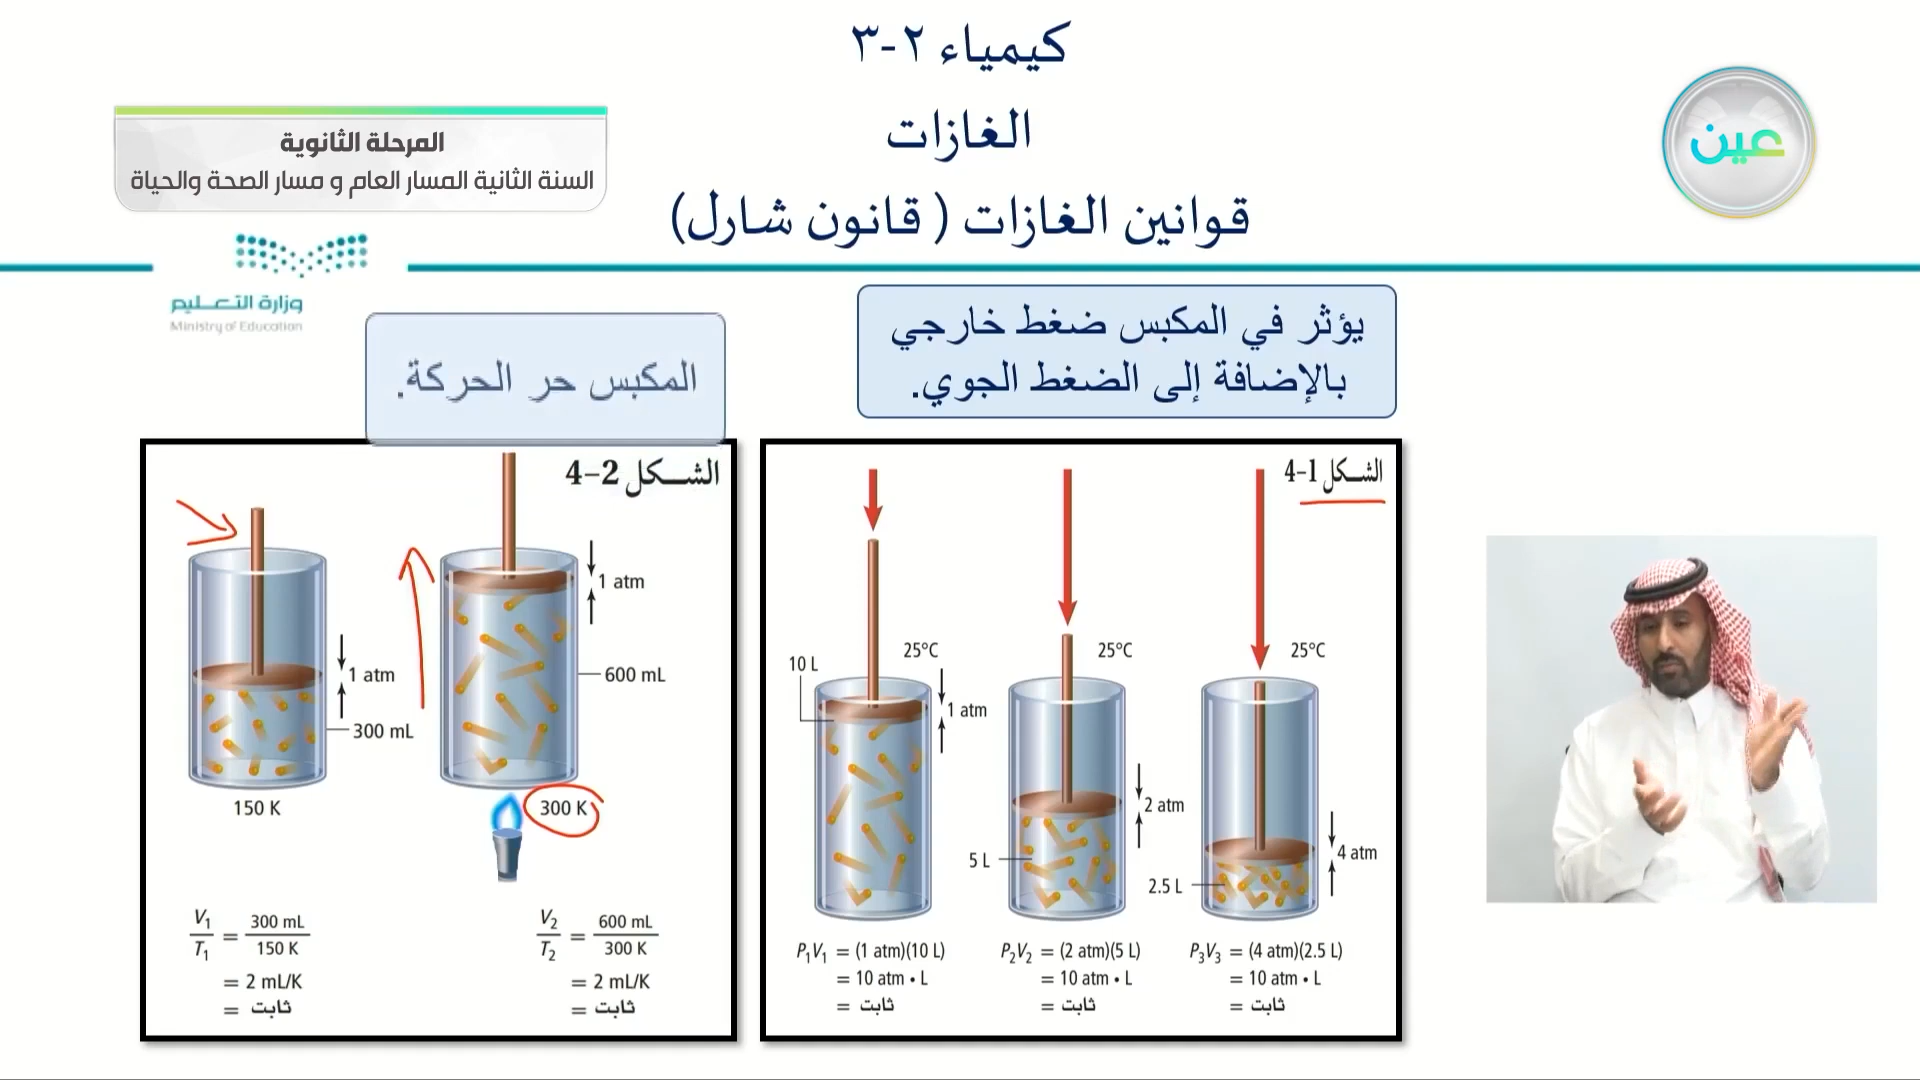 كيمياء ٢-٣
الغازات
قوانين الغازات ( قانون شارل)
عين
المرحلة الثانوية
السنة الثانية المسار العام و مسار الصحة والحياة
وزارة التعليم
Ministry of Education
يؤثر في المكبس ضغط خارجي
بالإضافة إلى الضغط الجوي.
المكبس حر الحركة.
الشكل 1-4
10 L
25°C
1 atm
25°C
5 L
2 atm
25°C
2.5 L
4 atm
P₁V₁ = (1 atm)(10 L)
= 10 atm • L
= ثابت
P₂V₂ = (2 atm)(5 L)
= 10 atm • L
= ثابت
P₃V₃ = (4 atm)(2.5 L)
= 10 atm • L
= ثابت
الشكل 2-4
1 atm
300 mL
150 K
1 atm
600 mL
300 K
V₁/T₁ = 300 mL/150 K
= 2 mL/K
= ثابت
V₂/T₂ = 600 mL/300 K
= 2 mL/K
= ثابت